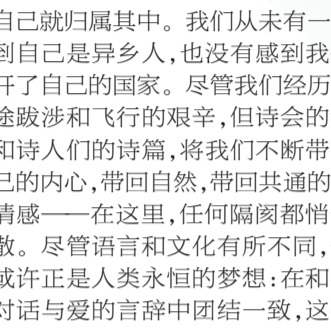 自己就归属其中。我们从未有一
到自己是异乡人,也没有感到我
开了自己的国家。尽管我们经历
途跋涉和飞行的艰辛,但诗会的
和诗人们的诗篇,将我们不断带
己的内心,带回自然,带回共通的
情感——在这里,任何隔阂都悄
散。尽管语言和文化有所不同,
或许正是人类永恒的梦想:在和
对话与爱的言辞中团结一致,这